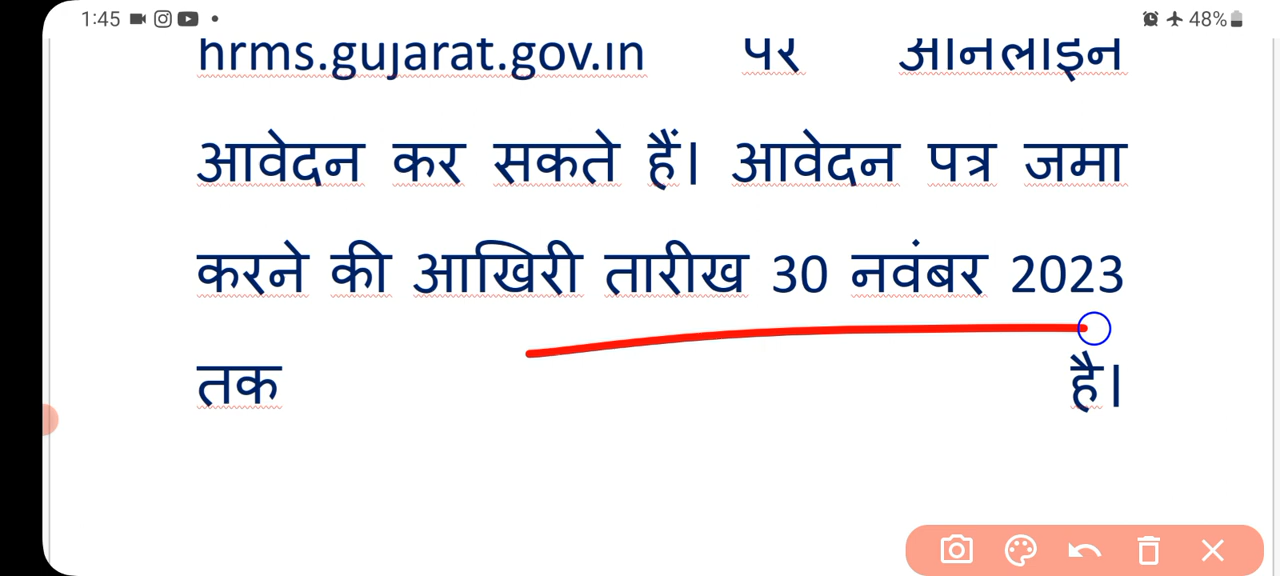 1:45 48%
hrms.gujarat.gov.in पर ऑनलाइन
आवेदन कर सकते हैं। आवेदन पत्र जमा
करने की आखिरी तारीख 30 नवंबर 2023
तक है।